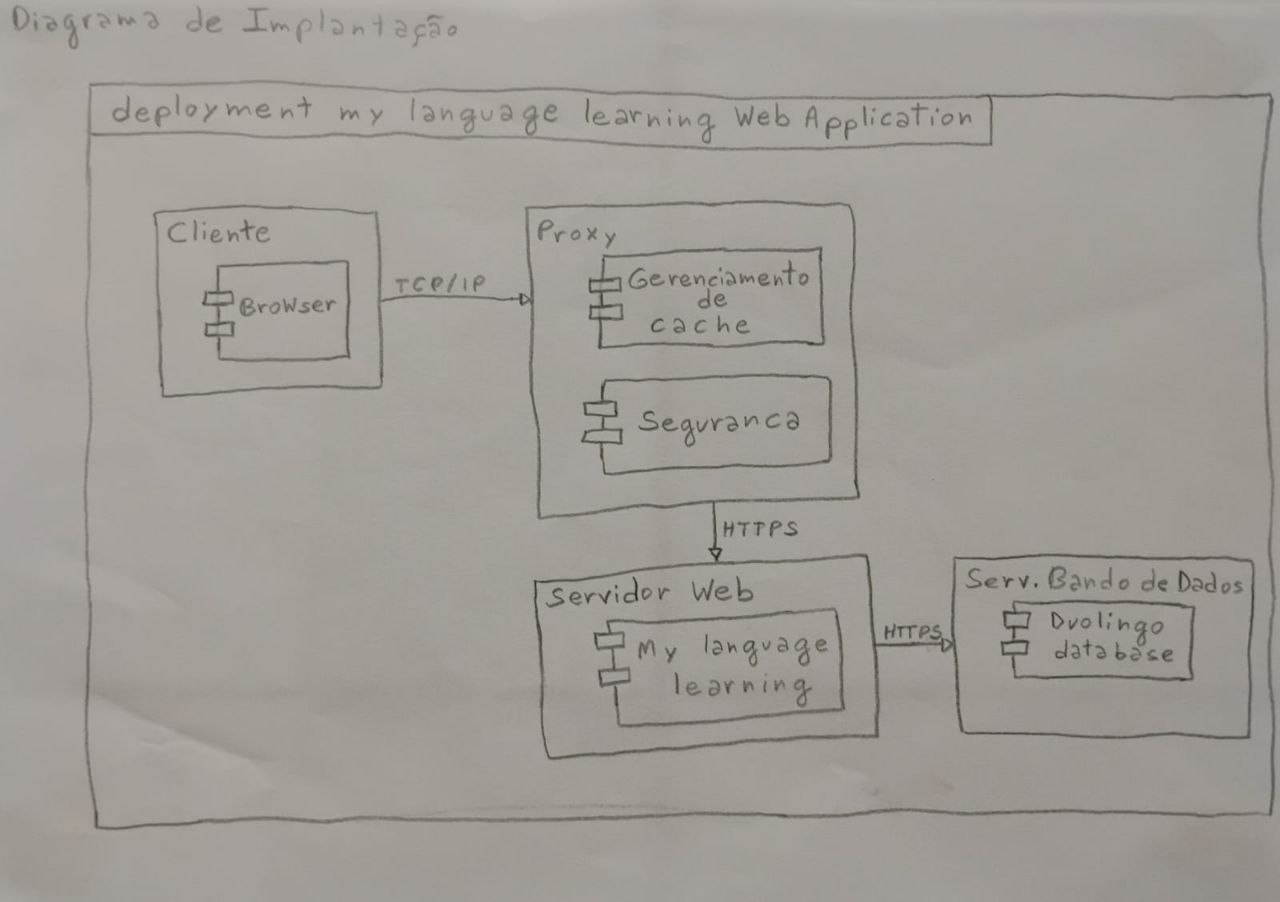 Diagrama de Implantação
deployment my language learning Web Application
Cliente
Browser
TCP/IP
Proxy
Gerenciamento
de
cache
Seguranca
HTTPS
Servidor Web
My language
learning
HTTPS
Serv. Bando de Dados
Duolingo
database